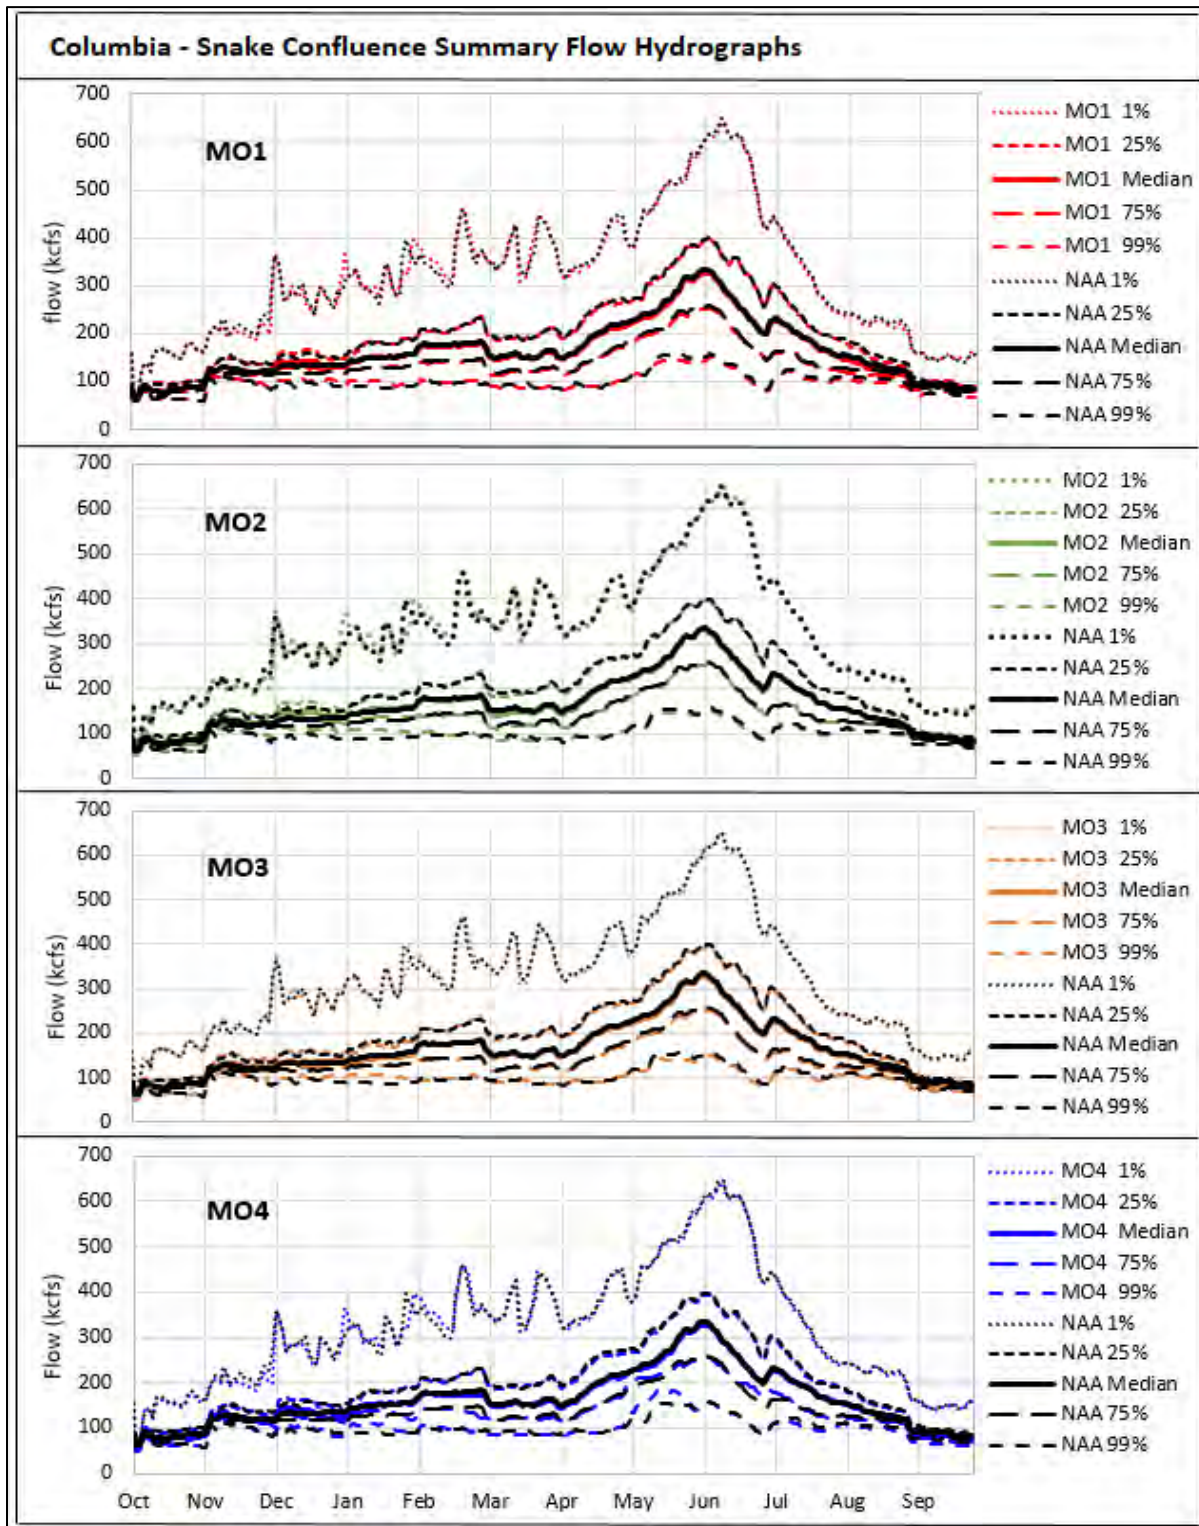 Columbia - Snake Confluence Summary Flow Hydrographs
MO1
flow (kcfs)
700
600
500
400
300
200
100
0
MO1 1%
MO1 25%
MO1 Median
MO1 75%
MO1 99%
NAA 1%
NAA 25%
NAA Median
NAA 75%
NAA 99%
MO2
Flow (kcfs)
700
600
500
400
300
200
100
0
MO2 1%
MO2 25%
MO2 Median
MO2 75%
MO2 99%
NAA 1%
NAA 25%
NAA Median
NAA 75%
NAA 99%
MO3
Flow (kcfs)
700
600
500
400
300
200
100
0
MO3 1%
MO3 25%
MO3 Median
MO3 75%
MO3 99%
NAA 1%
NAA 25%
NAA Median
NAA 75%
NAA 99%
MO4
Flow (kcfs)
700
600
500
400
300
200
100
0
MO4 1%
MO4 25%
MO4 Median
MO4 75%
MO4 99%
NAA 1%
NAA 25%
NAA Median
NAA 75%
NAA 99%
Oct Nov Dec Jan Feb Mar Apr May Jun Jul Aug Sep